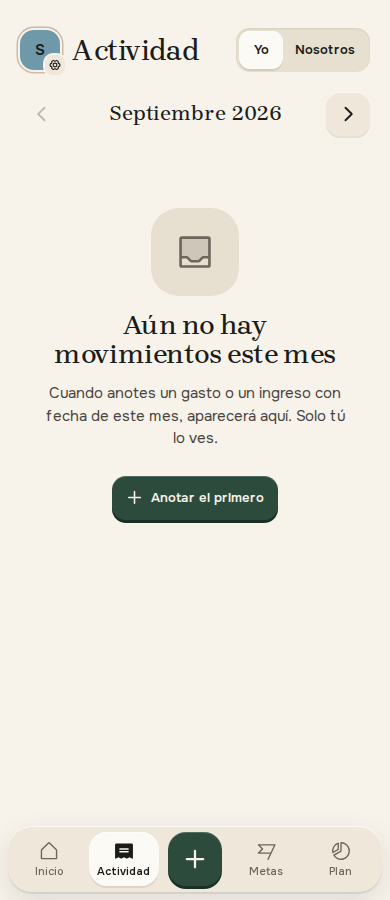 S
Actividad
Yo
Nosotros
Septiembre 2026
Aún no hay
movimientos este mes
Cuando anotes un gasto o un ingreso con
fecha de este mes, aparecerá aquí. Solo tú
lo ves.
Anotar el primero
Inicio
Actividad
Metas
Plan